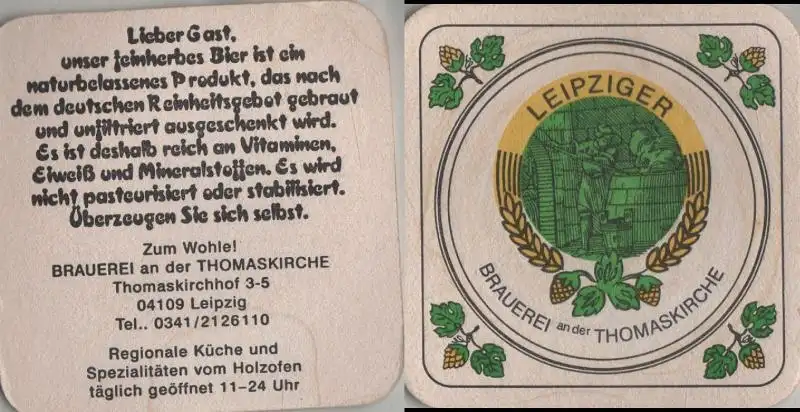 Lieber Gast,
unser feinherbes Bier ist ein
naturbelassenes Produkt, das nach
dem deutschen Reinheitsgebot gebraut
und unfiltriert ausgeschenkt wird.
Es ist deshalb reich an Vitaminen,
Eiweiß und Mineralstoffen. Es wird
nicht pasteurisiert oder stabilisiert.
Überzeugen Sie sich selbst.
Zum Wohle!
BRAUEREI an der THOMASKIRCHE
Thomaskirchhof 3-5
04109 Leipzig
Tel.. 0341/2126110
Regionale Küche und
Spezialitäten vom Holzofen
täglich geöffnet 11–24 Uhr
LEIPZIGER
BRAUEREI an der THOMASKIRCHE